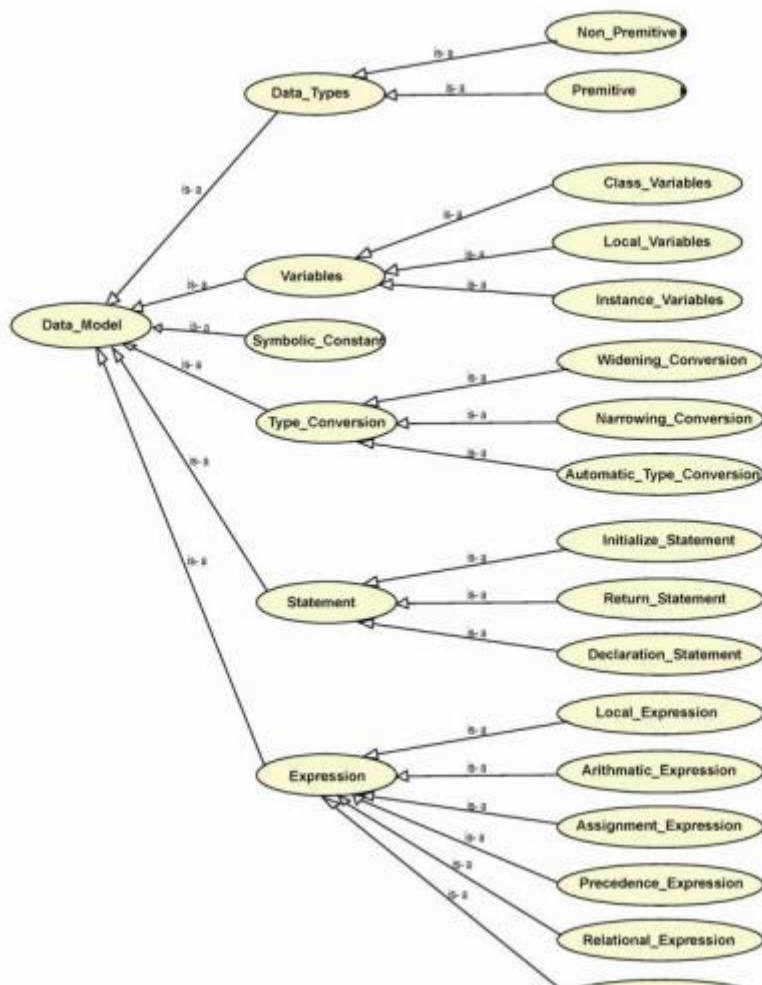 Non_Premitive
is-a
Data_Types
is-a
Premitive
is-a
Class_Variables
is-a
Local_Variables
is-a
Variables
is-a
is-a
Instance_Variables
Data_Model
is-a
Symbolic_Constant
is-a
Widening_Conversion
is-a
Type_Conversion
is-a
Narrowing_Conversion
is-a
Automatic_Type_Conversion
is-a
Initialize_Statement
is-a
is-a
Statement
is-a
Return_Statement
is-a
Declaration_Statement
Local_Expression
is-a
Expression
is-a
Arithmatic_Expression
is-a
Assignment_Expression
is-a
Precedence_Expression
is-a
Relational_Expression
is-a